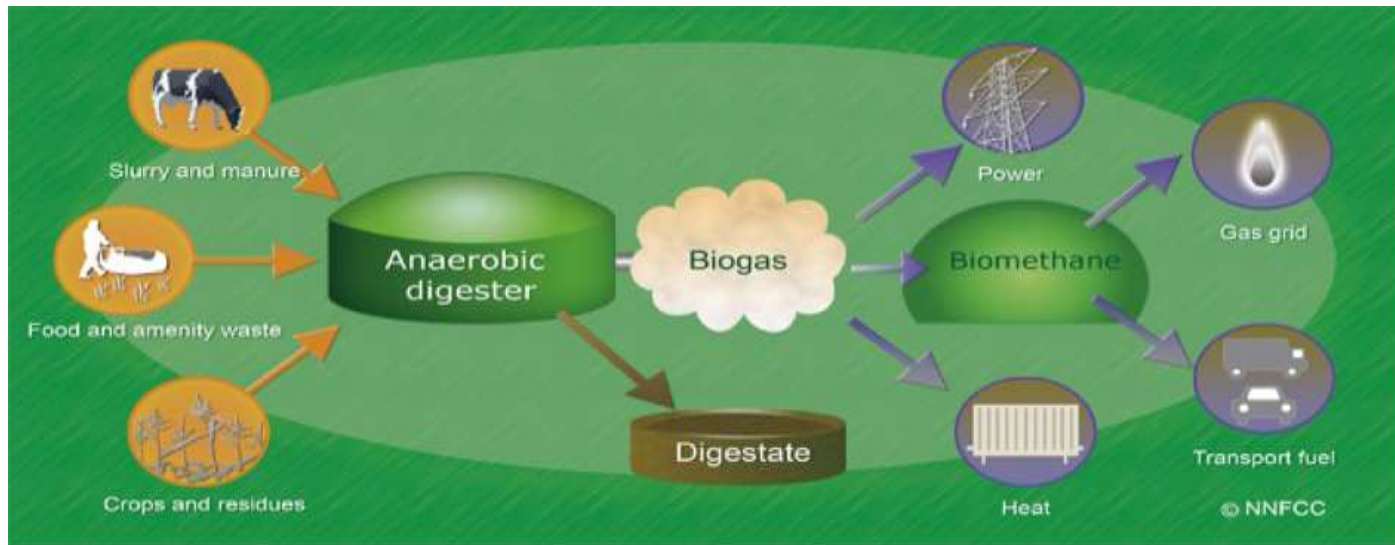 Slurry and manure
Food and amenity waste
Crops and residues
Anaerobic
digester
Biogas
Digestate
Power
Biomethane
Heat
Gas grid
Transport fuel
© NNFCC